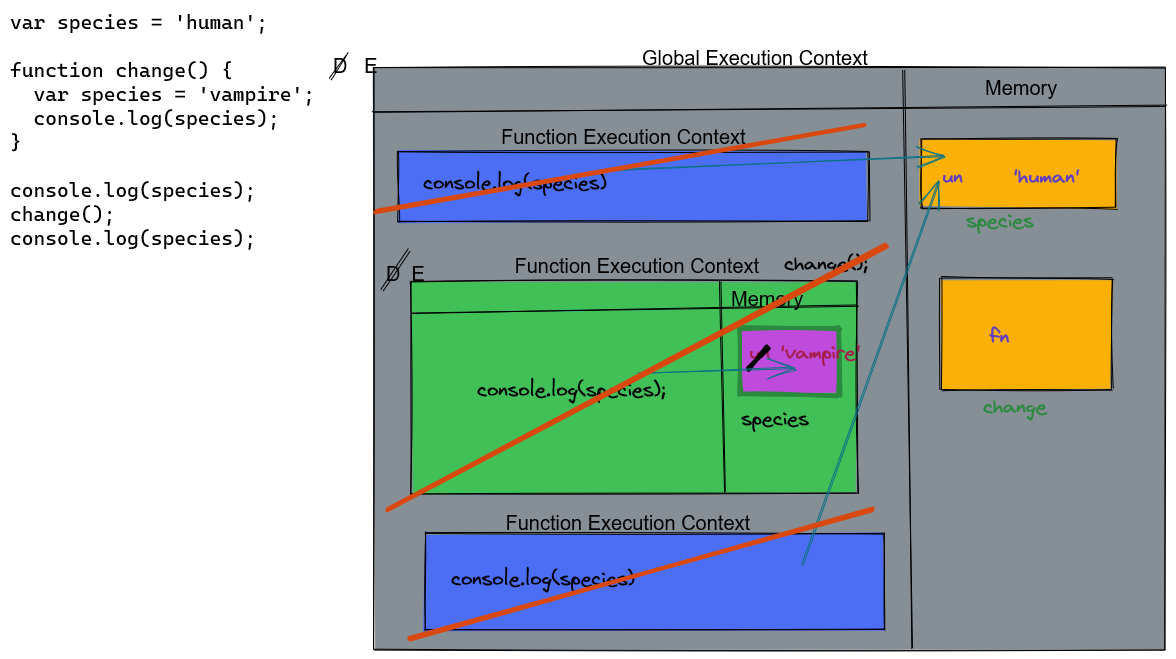 var species = 'human';
function change() {
var species = 'vampire';
console.log(species);
}
console.log(species);
change();
console.log(species);
D E
Global Execution Context
Memory
Function Execution Context
console.log(species)
un 'human'
species
D E
Function Execution Context
change();
Memory
un 'vampire'
console.log(species);
species
fn
change
Function Execution Context
console.log(species)